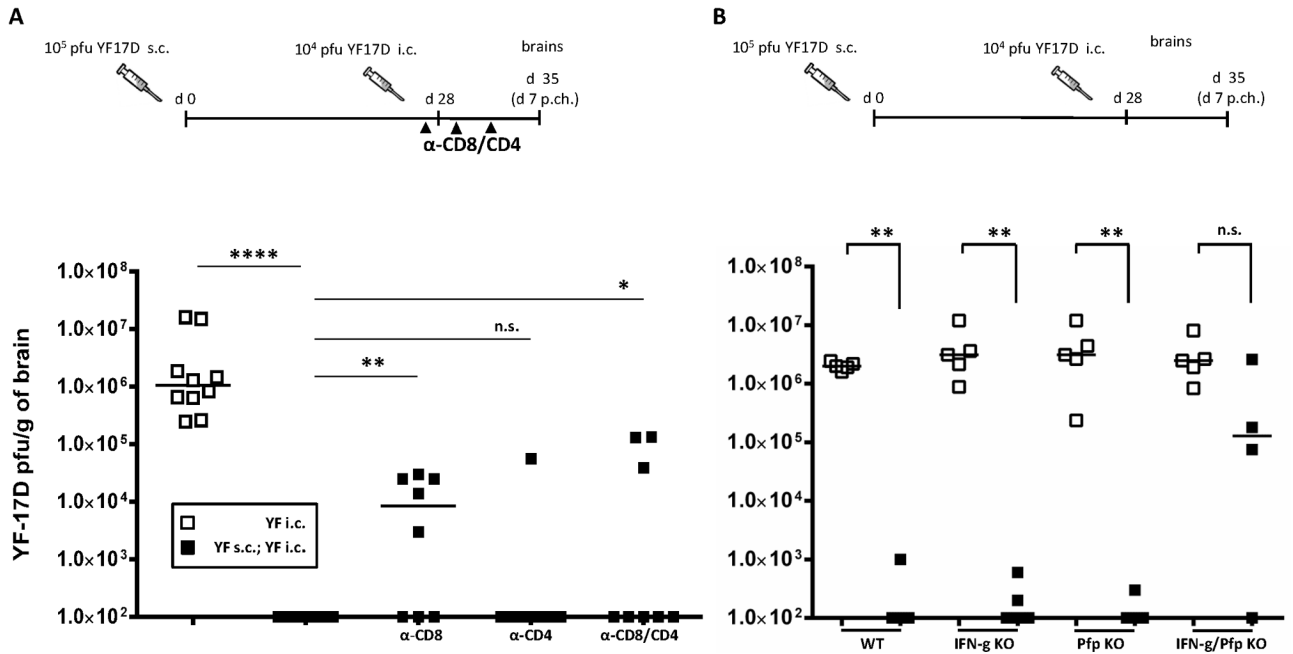 A
10⁵ pfu YF17D s.c.
10⁴ pfu YF17D i.c.
brains
d 0
d 28
d 35
(d 7 p.ch.)
α-CD8/CD4
YF-17D pfu/g of brain
1.0×10⁸
1.0×10⁷
1.0×10⁶
1.0×10⁵
1.0×10⁴
1.0×10³
1.0×10²
****
**
n.s.
*
YF i.c.
YF s.c.; YF i.c.
α-CD8
α-CD4
α-CD8/CD4
B
10⁵ pfu YF17D s.c.
10⁴ pfu YF17D i.c.
brains
d 0
d 28
d 35
(d 7 p.ch.)
1.0×10⁸
1.0×10⁷
1.0×10⁶
1.0×10⁵
1.0×10⁴
1.0×10³
1.0×10²
**
**
**
n.s.
WT
IFN-g KO
Pfp KO
IFN-g/Pfp KO